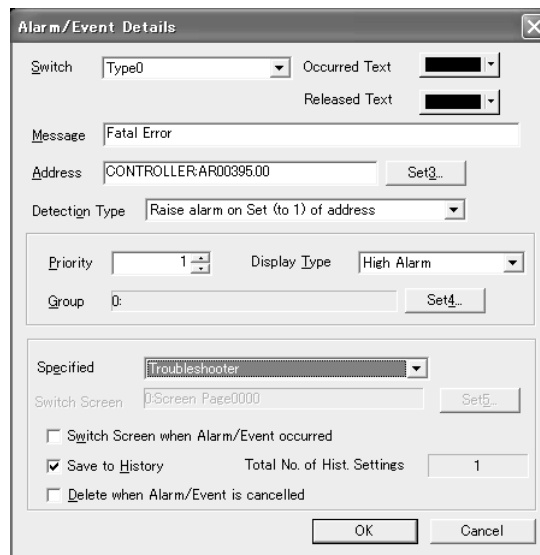 Alarm/Event Details
Switch Type0 Occurred Text
Released Text
Message Fatal Error
Address CONTROLLER:AR00395.00 Set3...
Detection Type Raise alarm on Set (to 1) of address
Priority 1 Display Type High Alarm
Group 0: Set4...
Specified Troubleshooter
Switch Screen 0:Screen Page0000 Set5...
Switch Screen when Alarm/Event occurred
Save to History Total No. of Hist. Settings 1
Delete when Alarm/Event is cancelled
OK Cancel